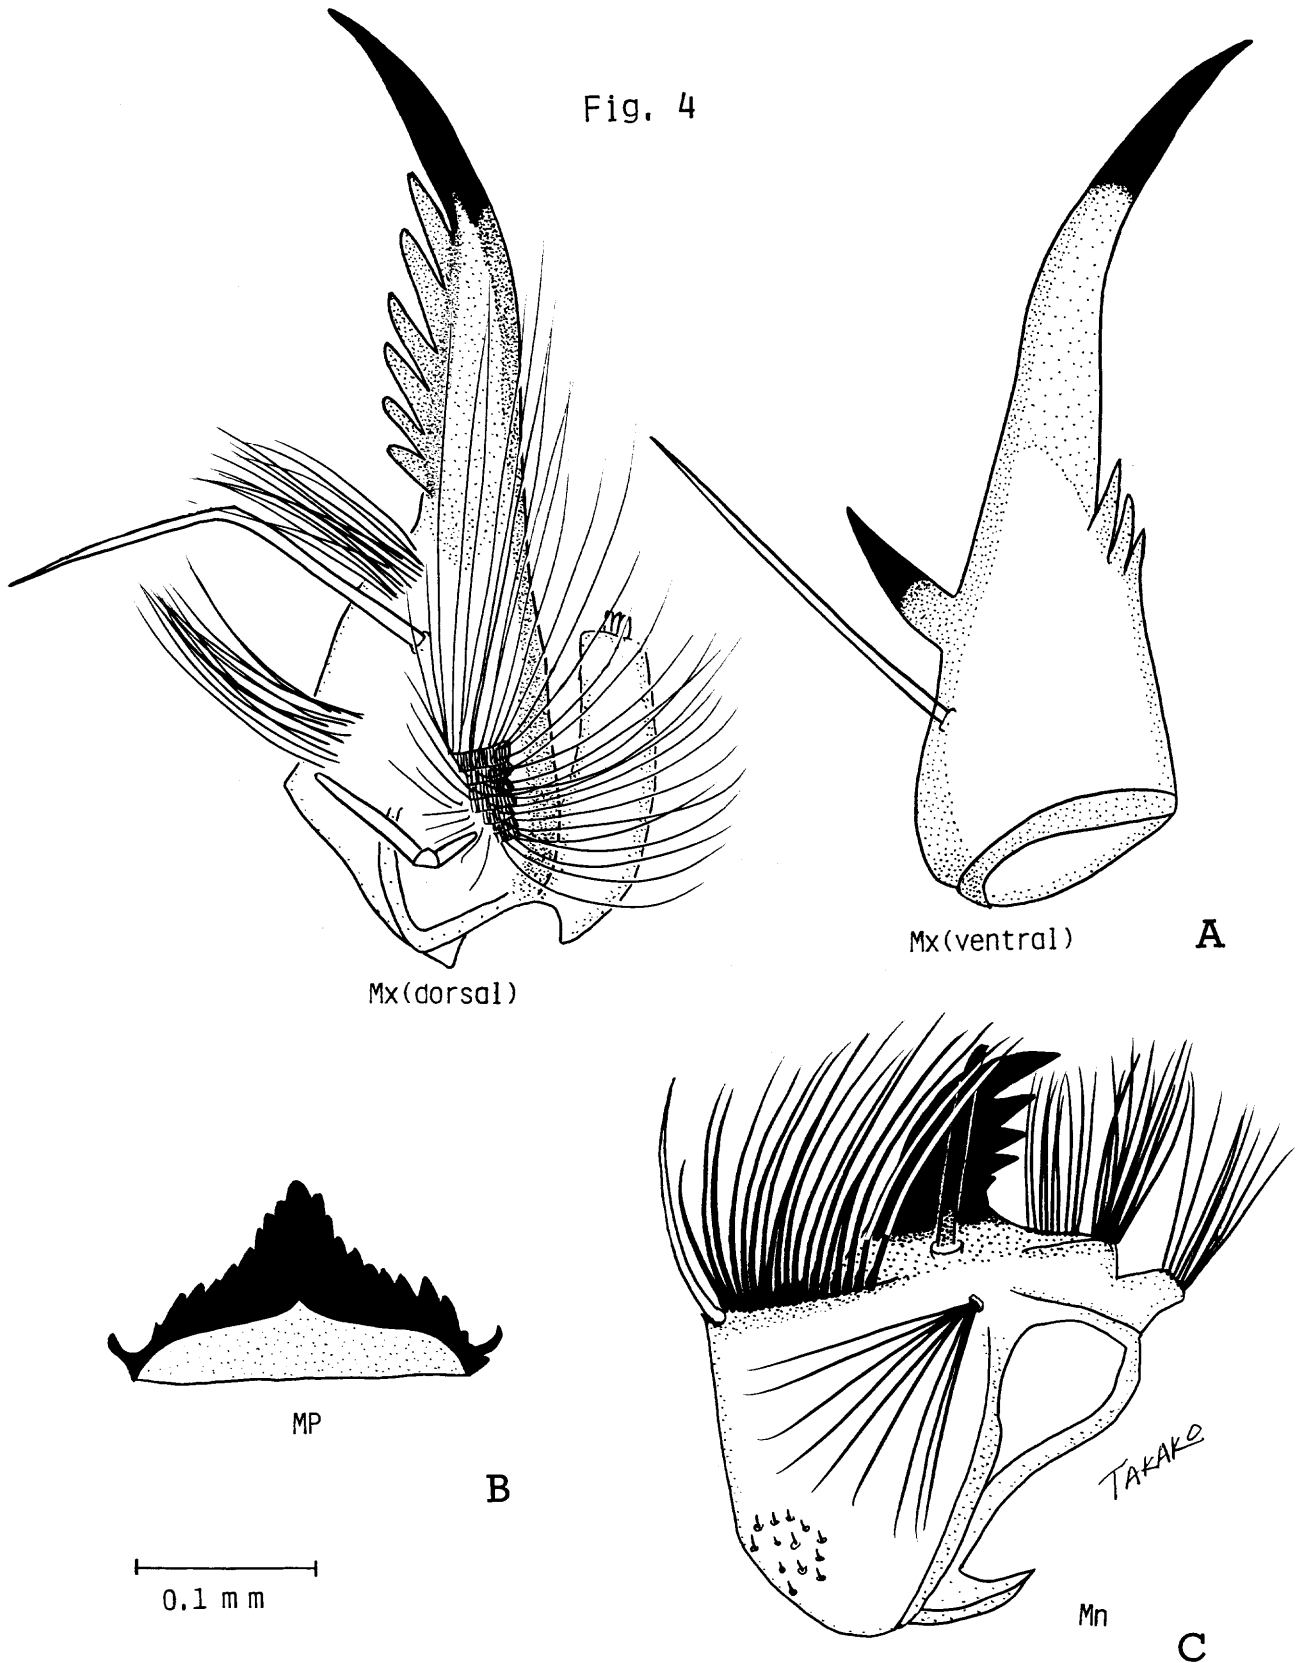 Fig. 4
Mx(ventral)
A
Mx(dorsal)
MP
B
0.1 mm
TAKAKO
Mn
C